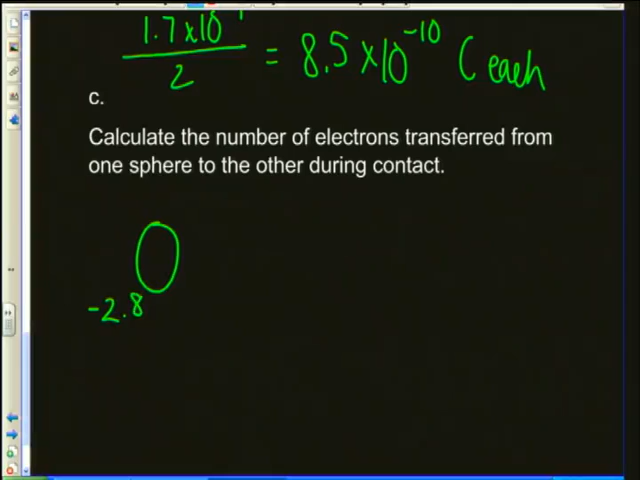 1.7x10
2
= 8.5x10^-10 C each
c.
Calculate the number of electrons transferred from
one sphere to the other during contact.
-2.8